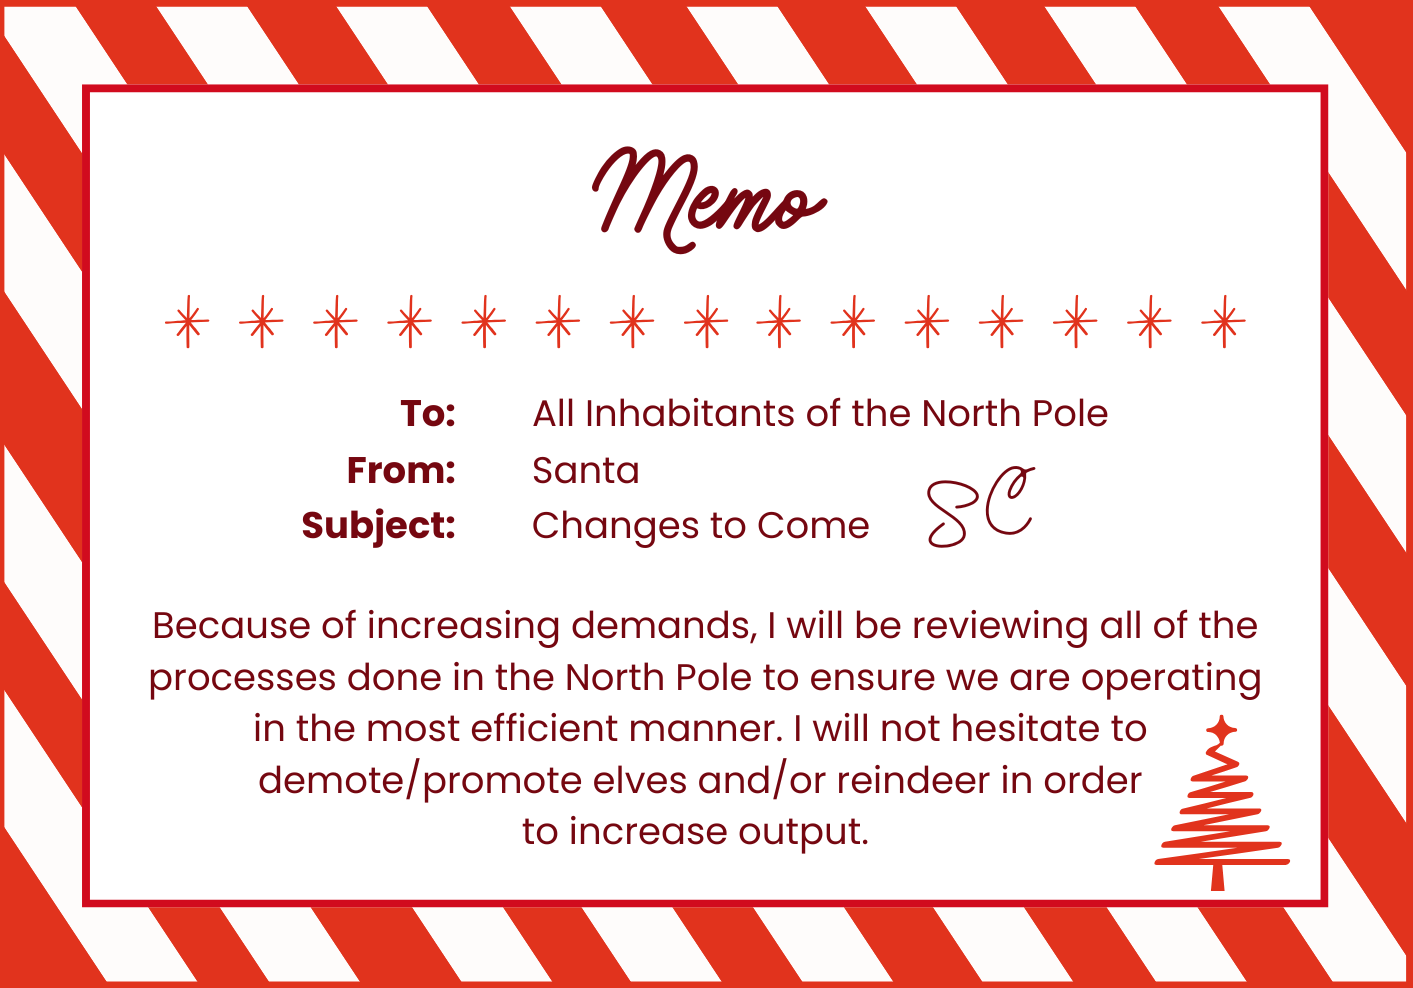 Memo
To: All Inhabitants of the North Pole
From: Santa
Subject: Changes to Come
SC
Because of increasing demands, I will be reviewing all of the
processes done in the North Pole to ensure we are operating
in the most efficient manner. I will not hesitate to
demote/promote elves and/or reindeer in order
to increase output.